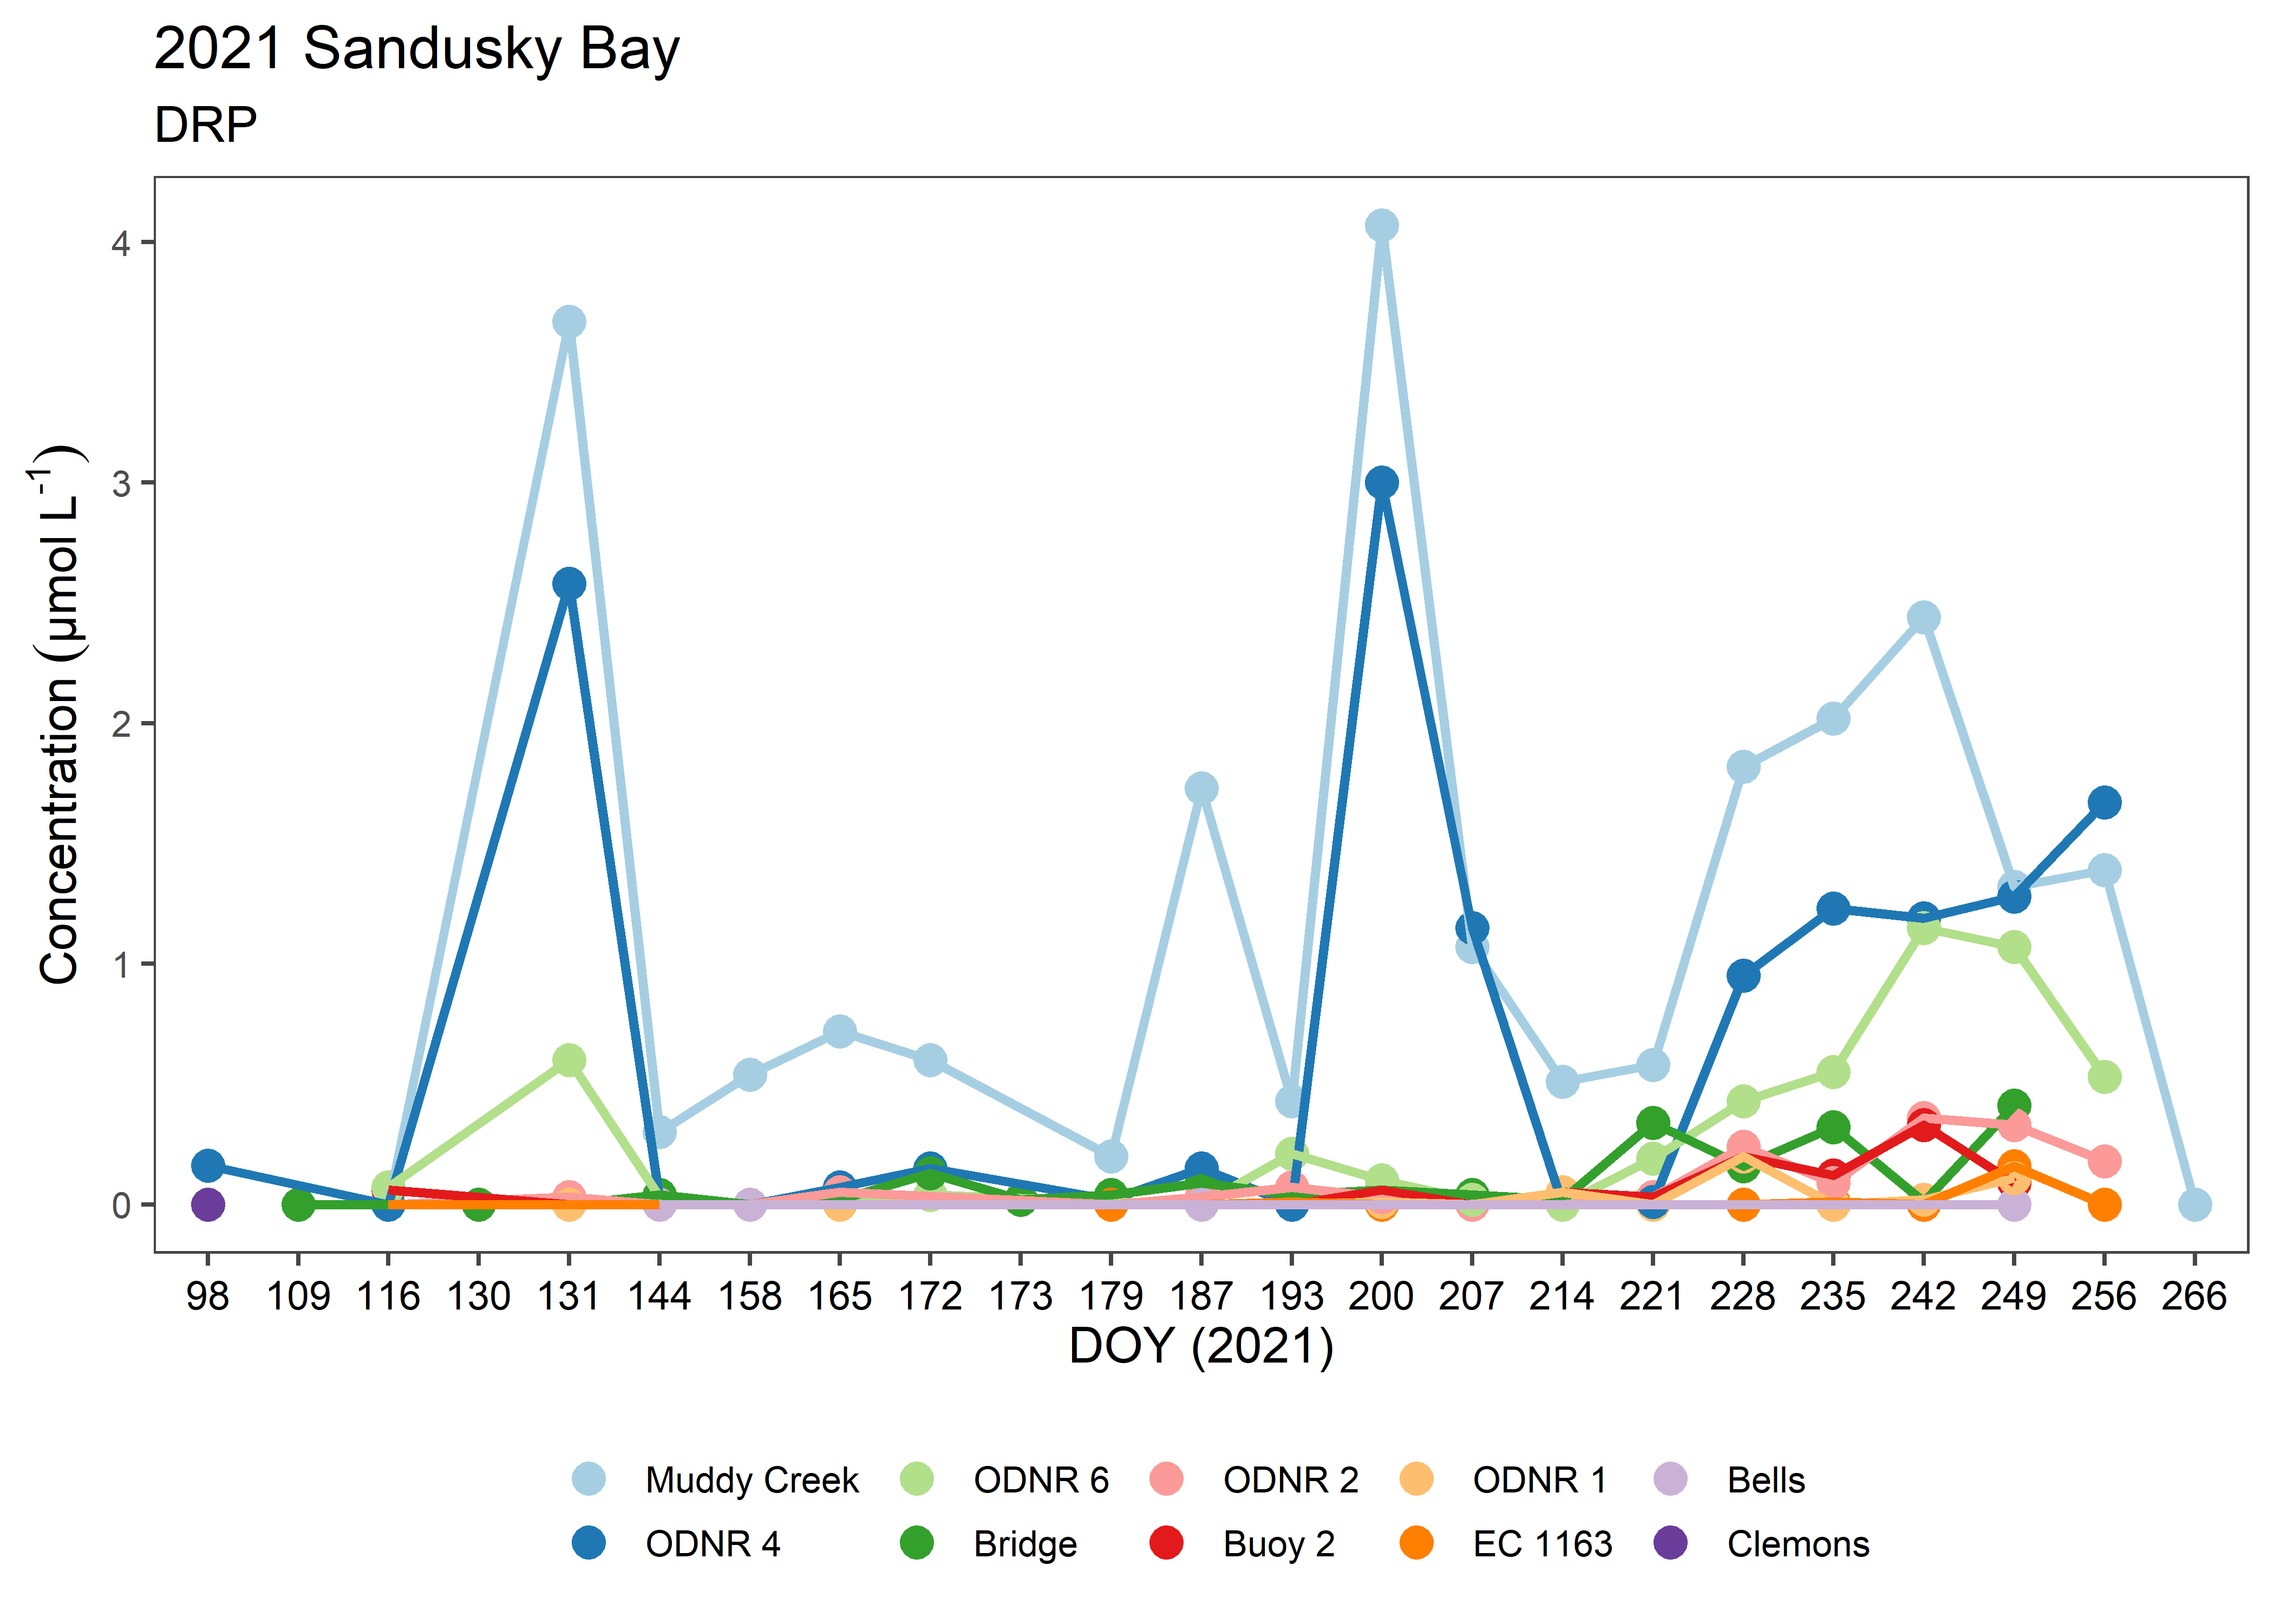 2021 Sandusky Bay
DRP
Concentration (µmol L⁻¹)
4
3
2
1
0
98 109 116 130 131 144 158 165 172 173 179 187 193 200 207 214 221 228 235 242 249 256 266
DOY (2021)
Muddy Creek ODNR 6 ODNR 2 ODNR 1 Bells
ODNR 4 Bridge Buoy 2 EC 1163 Clemons